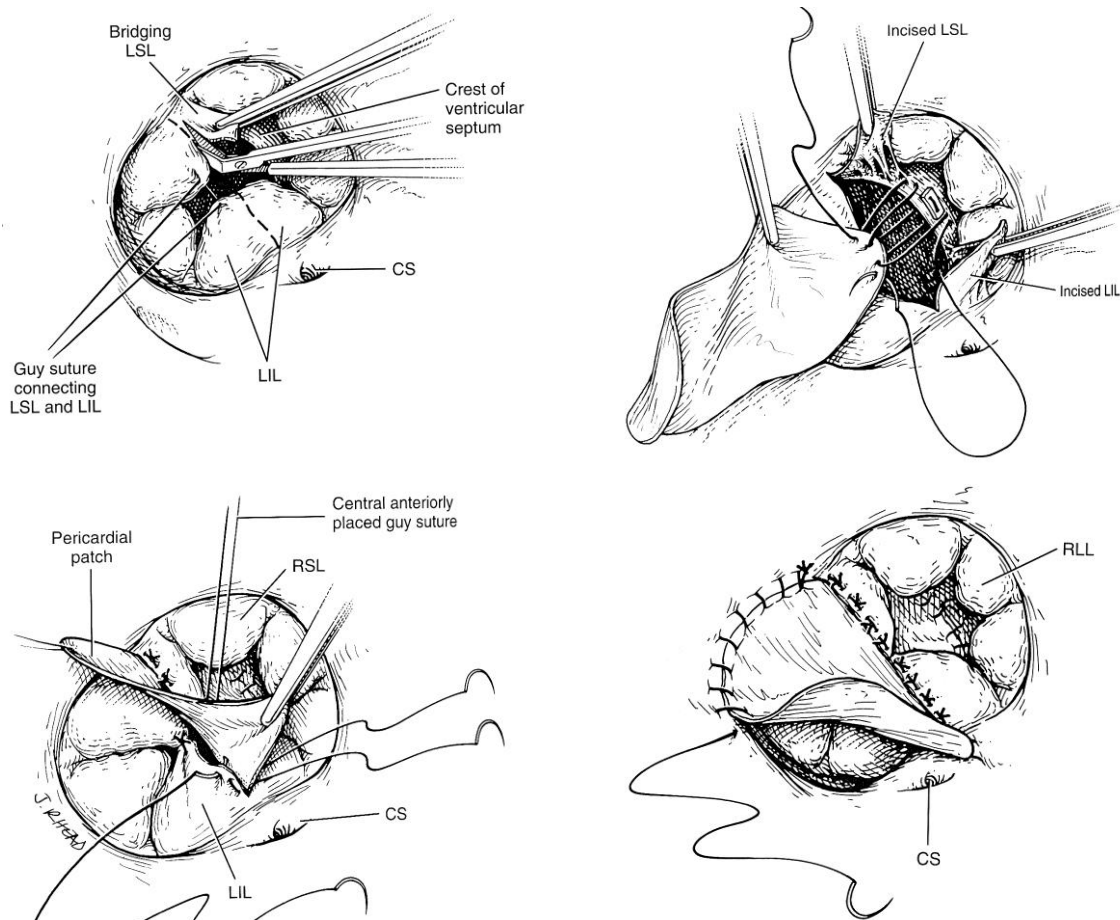 Bridging
LSL
Crest of
ventricular
septum
CS
Guy suture
connecting
LSL and LIL
LIL
Incised LSL
Incised LIL
Central anteriorly
placed guy suture
Pericardial
patch
RSL
CS
LIL
J.RHEAD
RLL
CS